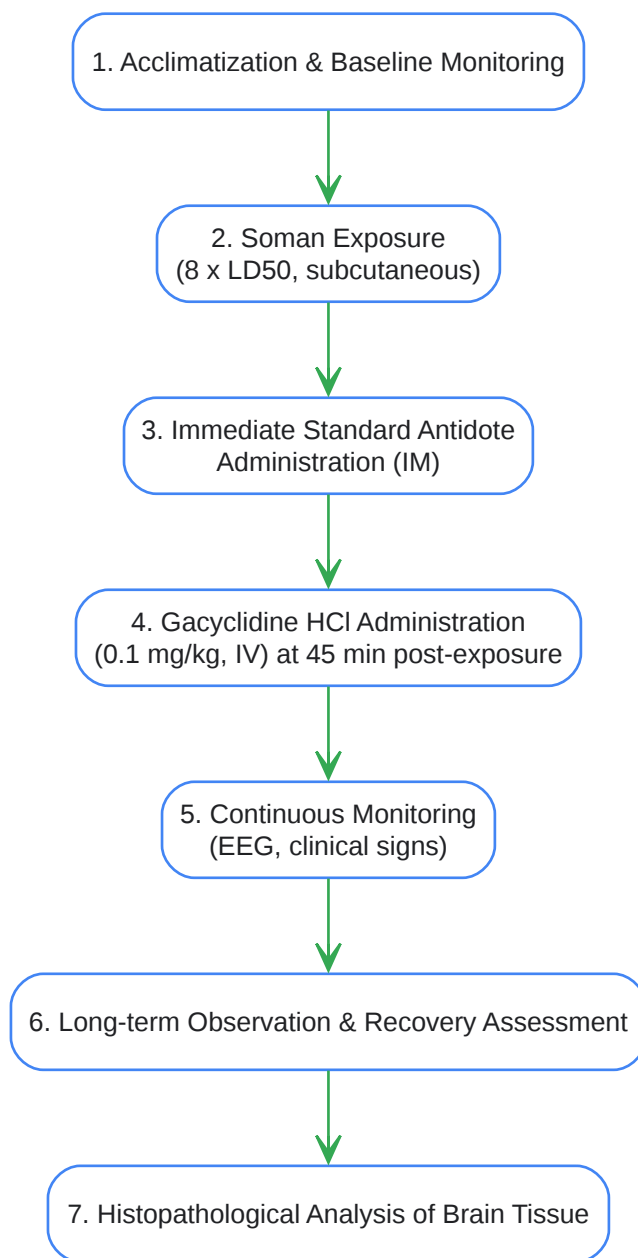 1. Acclimatization & Baseline Monitoring
2. Soman Exposure
(8 x LD50, subcutaneous)
3. Immediate Standard Antidote
Administration (IM)
4. Gacyclidine HCl Administration
(0.1 mg/kg, IV) at 45 min post-exposure
5. Continuous Monitoring
(EEG, clinical signs)
6. Long-term Observation & Recovery Assessment
7. Histopathological Analysis of Brain Tissue